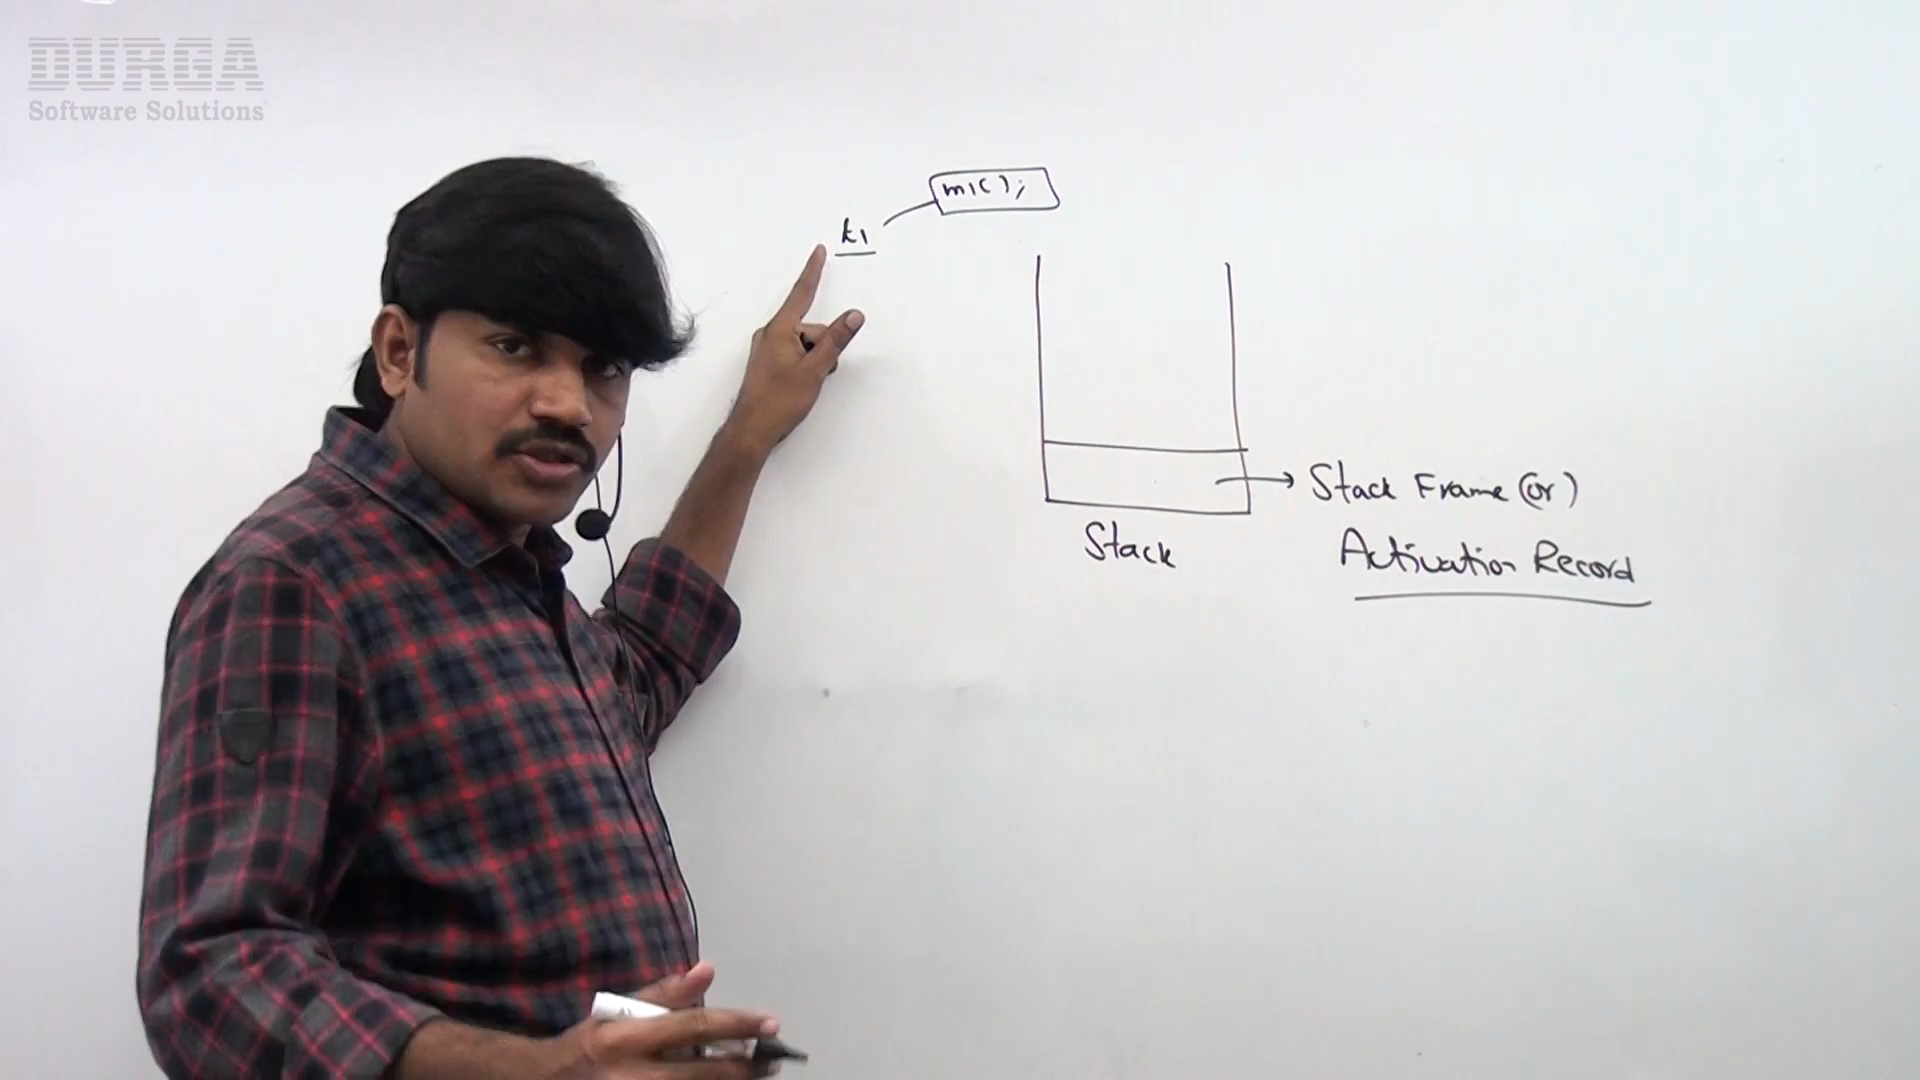 DURGA
Software Solutions
m1();
t1
Stack Frame (or)
Stack
Activation Record